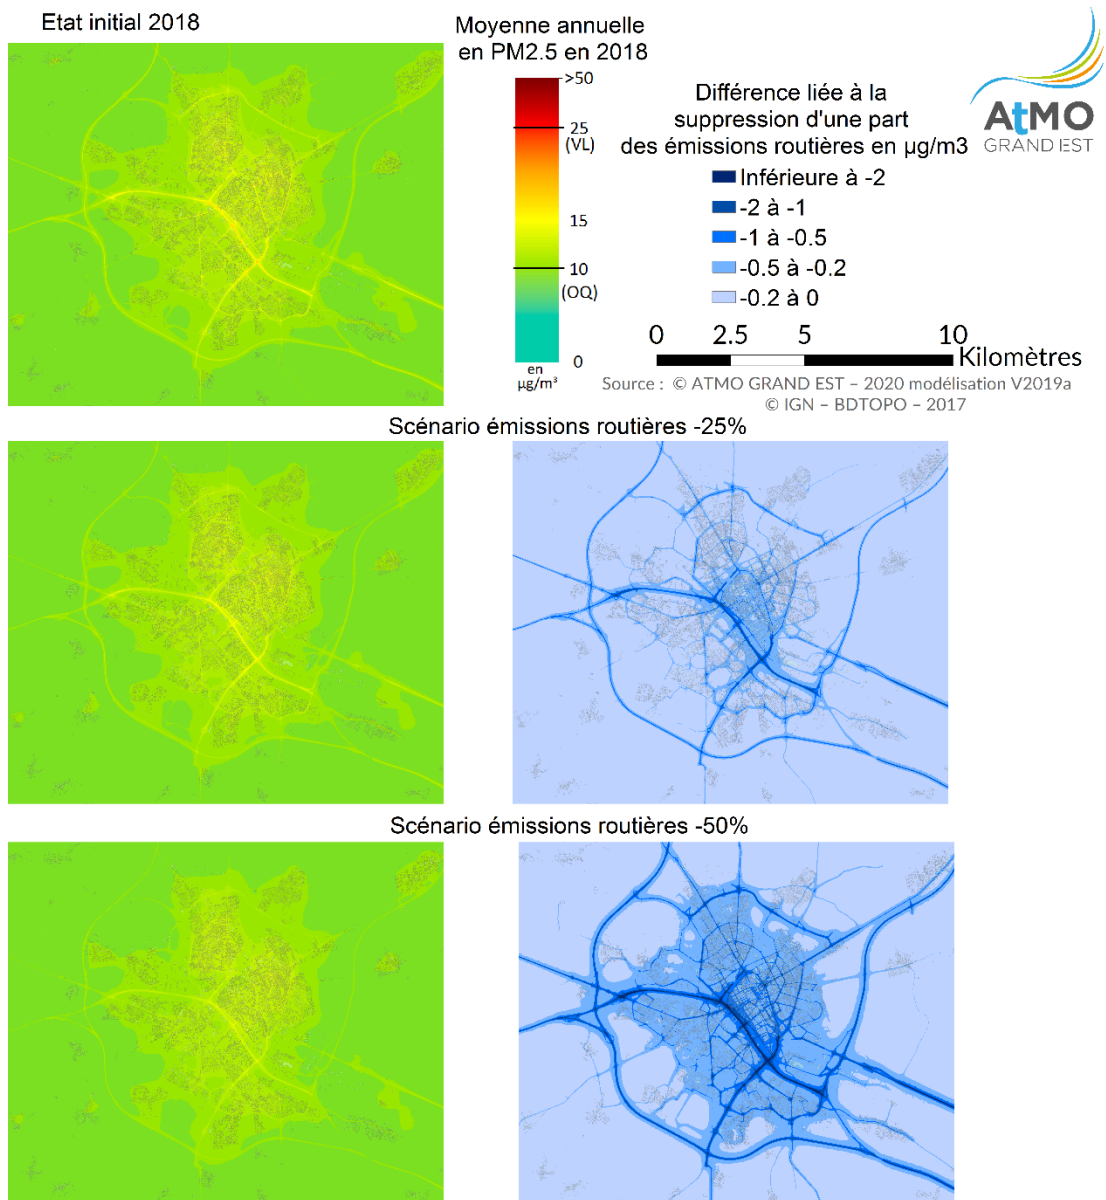 Etat initial 2018
Moyenne annuelle
en PM2.5 en 2018
>50
25
(VL)
15
10
(OQ)
0
en
µg/m³
Différence liée à la
suppression d'une part
des émissions routières en µg/m3
Inférieure à -2
-2 à -1
-1 à -0.5
-0.5 à -0.2
-0.2 à 0
AtMO
GRAND EST
0 2.5 5 10
Kilomètres
Source : © ATMO GRAND EST – 2020 modélisation V2019a
© IGN – BDTOPO – 2017
Scénario émissions routières -25%
Scénario émissions routières -50%